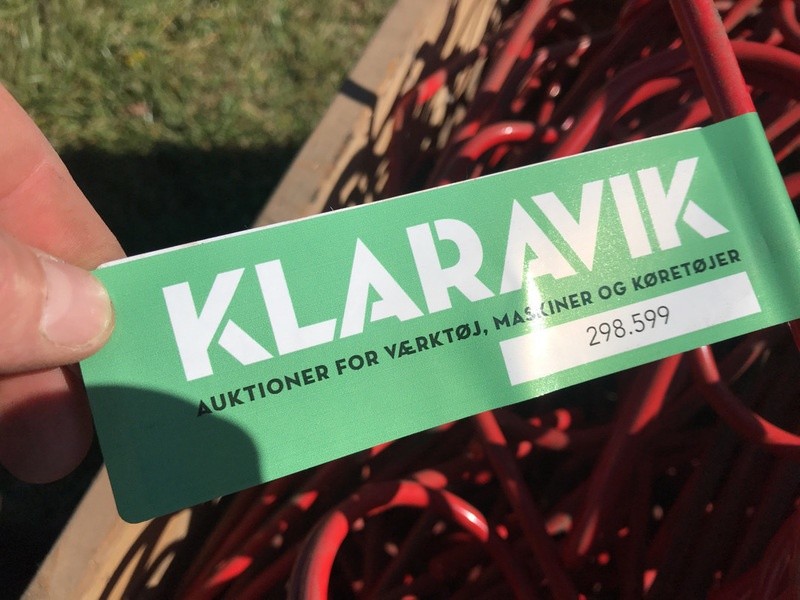 KLARAVIK
AUKTIONER FOR VÆRKTØJ, MASKINER OG KØRETØJER
298.599